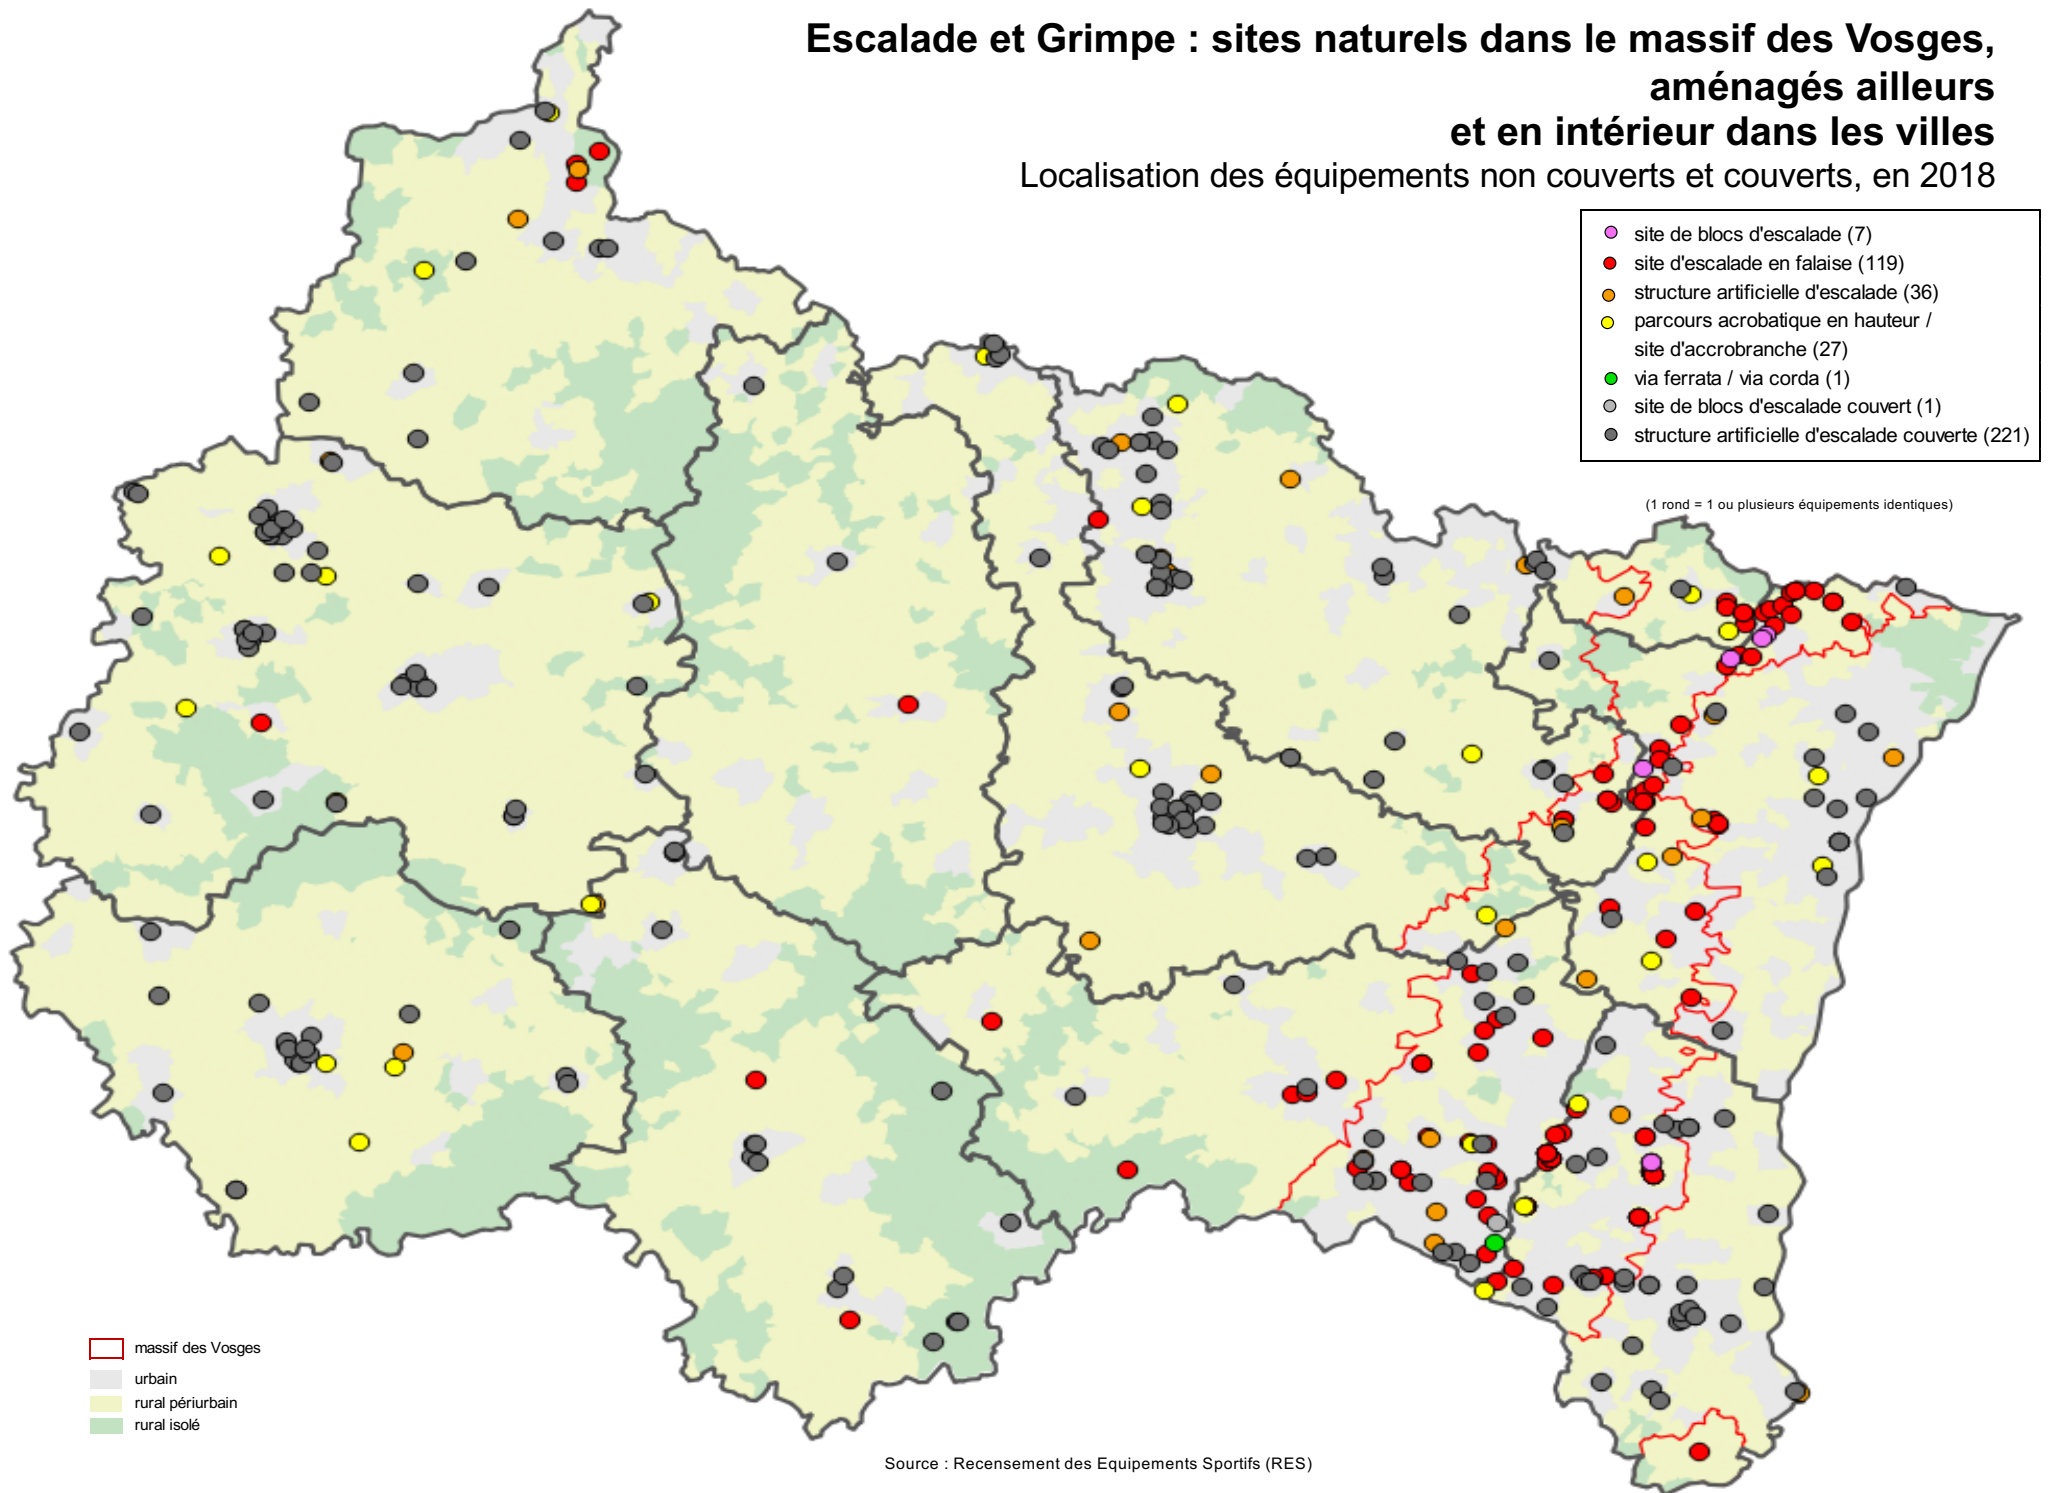 Escalade et Grimpe : sites naturels dans le massif des Vosges,
aménagés ailleurs
et en intérieur dans les villes
Localisation des équipements non couverts et couverts, en 2018
site de blocs d'escalade (7)
site d'escalade en falaise (119)
structure artificielle d'escalade (36)
parcours acrobatique en hauteur /
site d'accrobranche (27)
via ferrata / via corda (1)
site de blocs d'escalade couvert (1)
structure artificielle d'escalade couverte (221)
(1 rond = 1 ou plusieurs équipements identiques)
massif des Vosges
urbain
rural périurbain
rural isolé
Source : Recensement des Equipements Sportifs (RES)